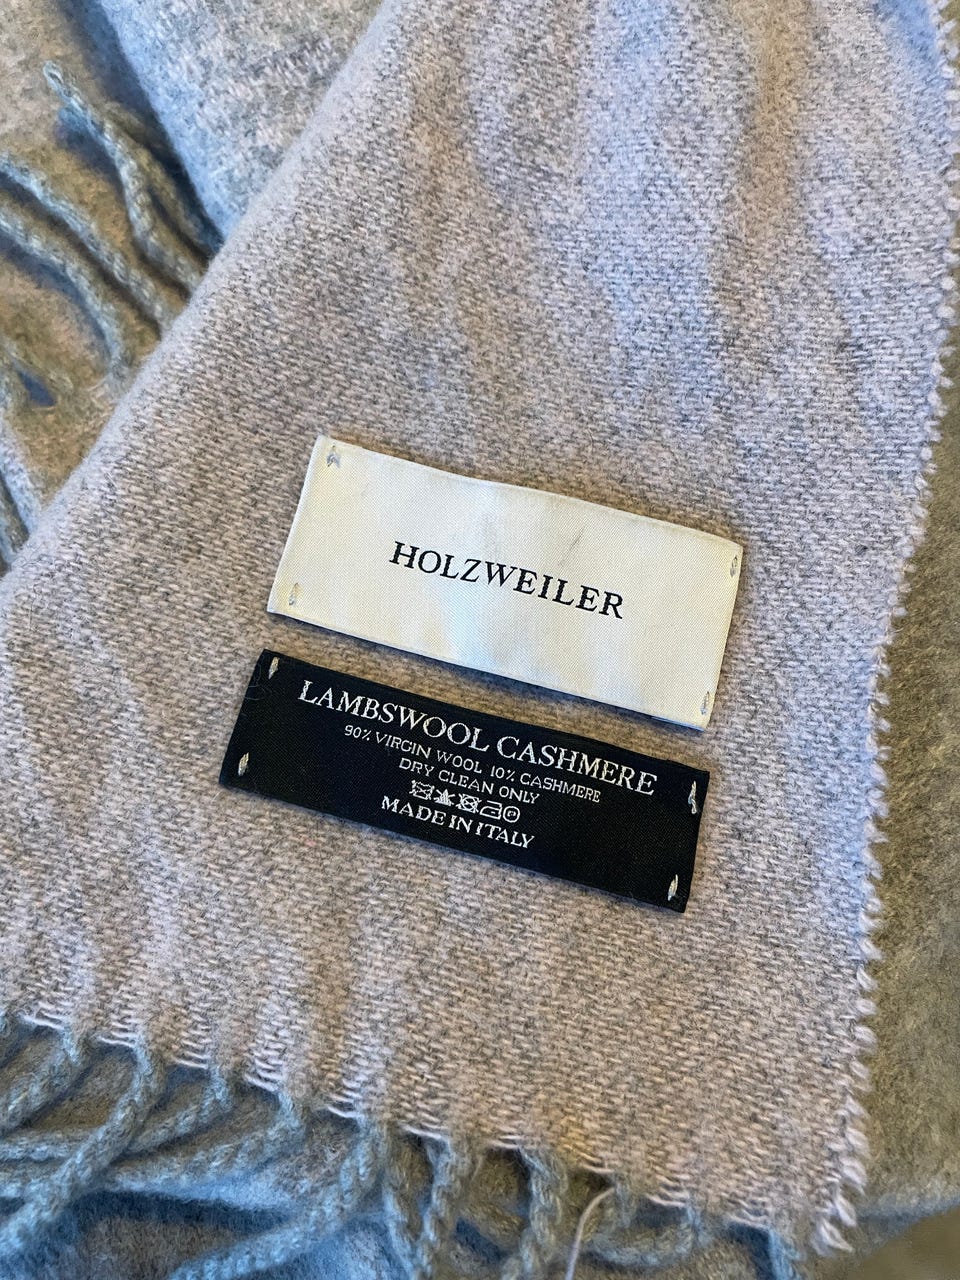 HOLZWEILER
LAMBSWOOL CASHMERE
90% VIRGIN WOOL 10% CASHMERE
DRY CLEAN ONLY
MADE IN ITALY